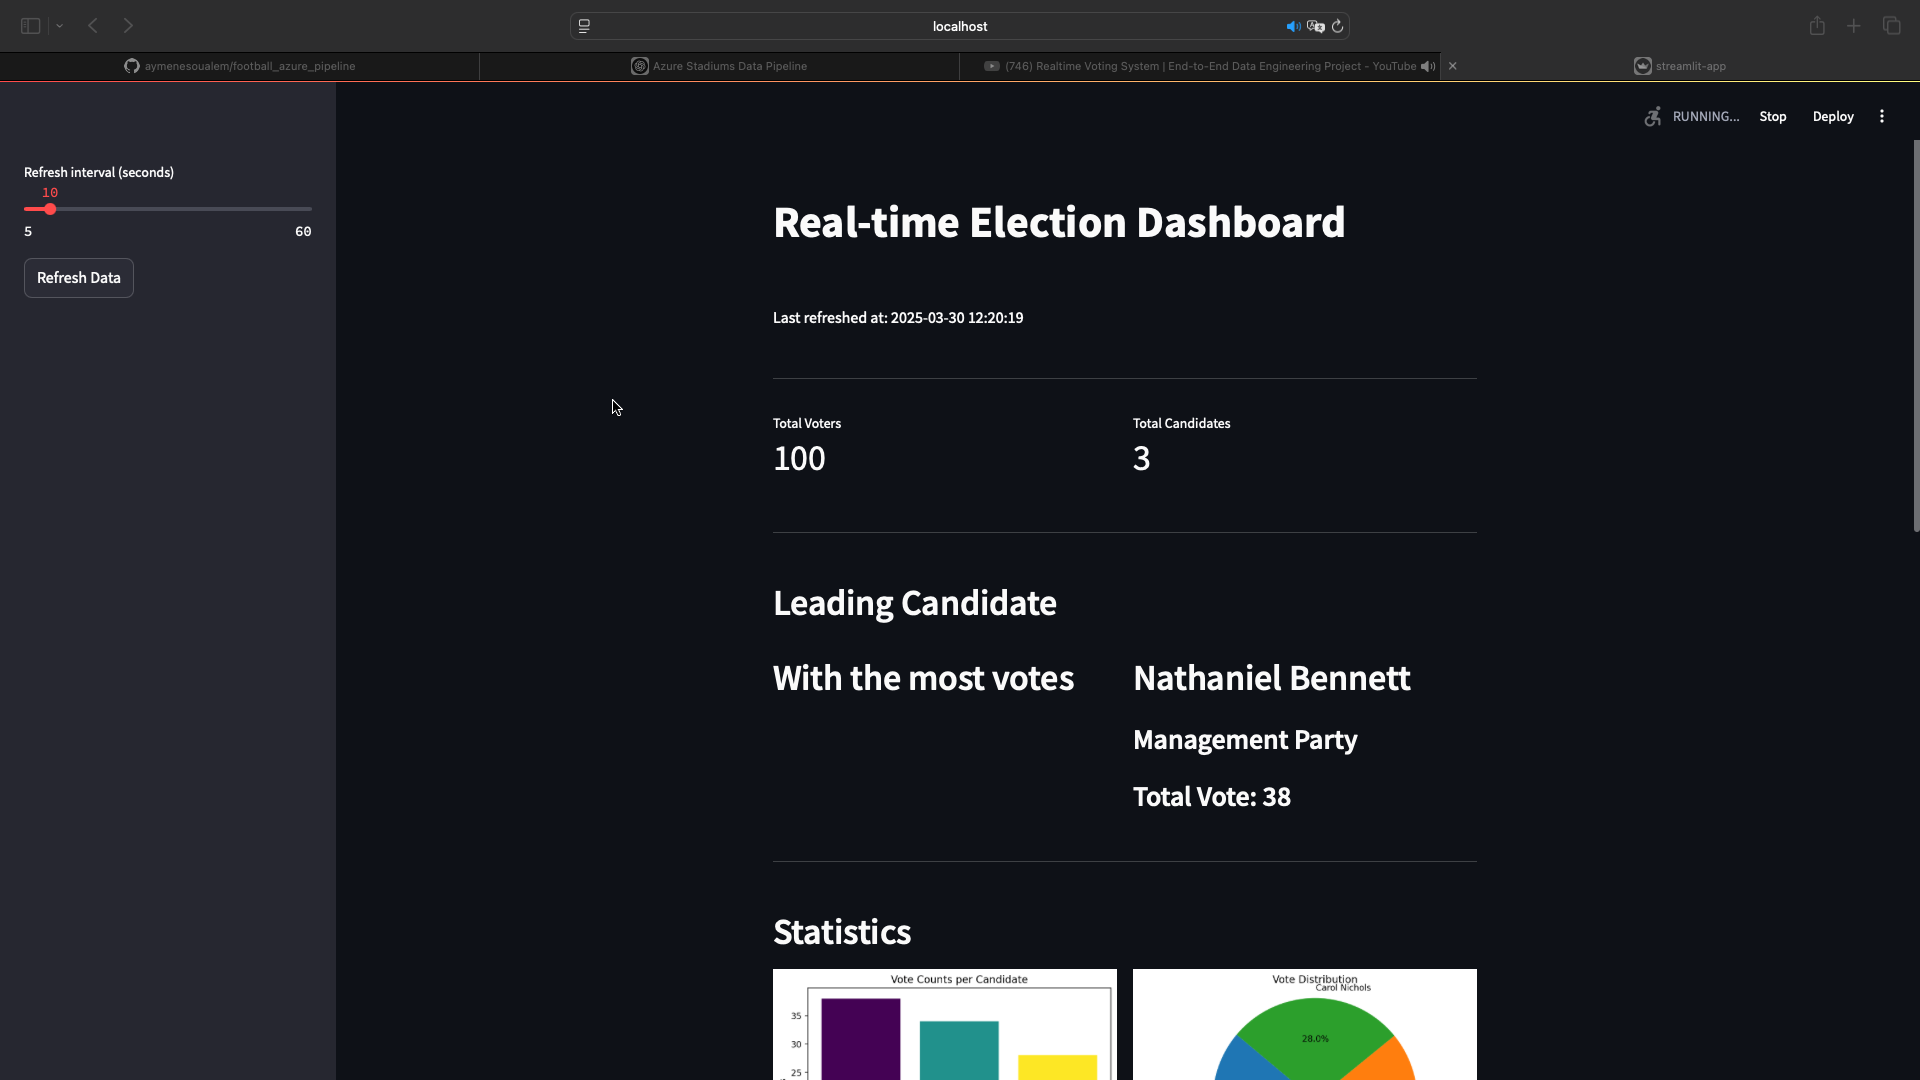 localhost
aymenesoualem/football_azure_pipeline
Azure Stadiums Data Pipeline
(746) Realtime Voting System | End-to-End Data Engineering Project - YouTube
streamlit-app
RUNNING...
Stop
Deploy
Refresh interval (seconds)
10
5
60
Refresh Data
Real-time Election Dashboard
Last refreshed at: 2025-03-30 12:20:19
Total Voters
100
Total Candidates
3
Leading Candidate
With the most votes
Nathaniel Bennett
Management Party
Total Vote: 38
Statistics
Vote Counts per Candidate
35
30
25
Vote Distribution
Carol Nichols
28.0%